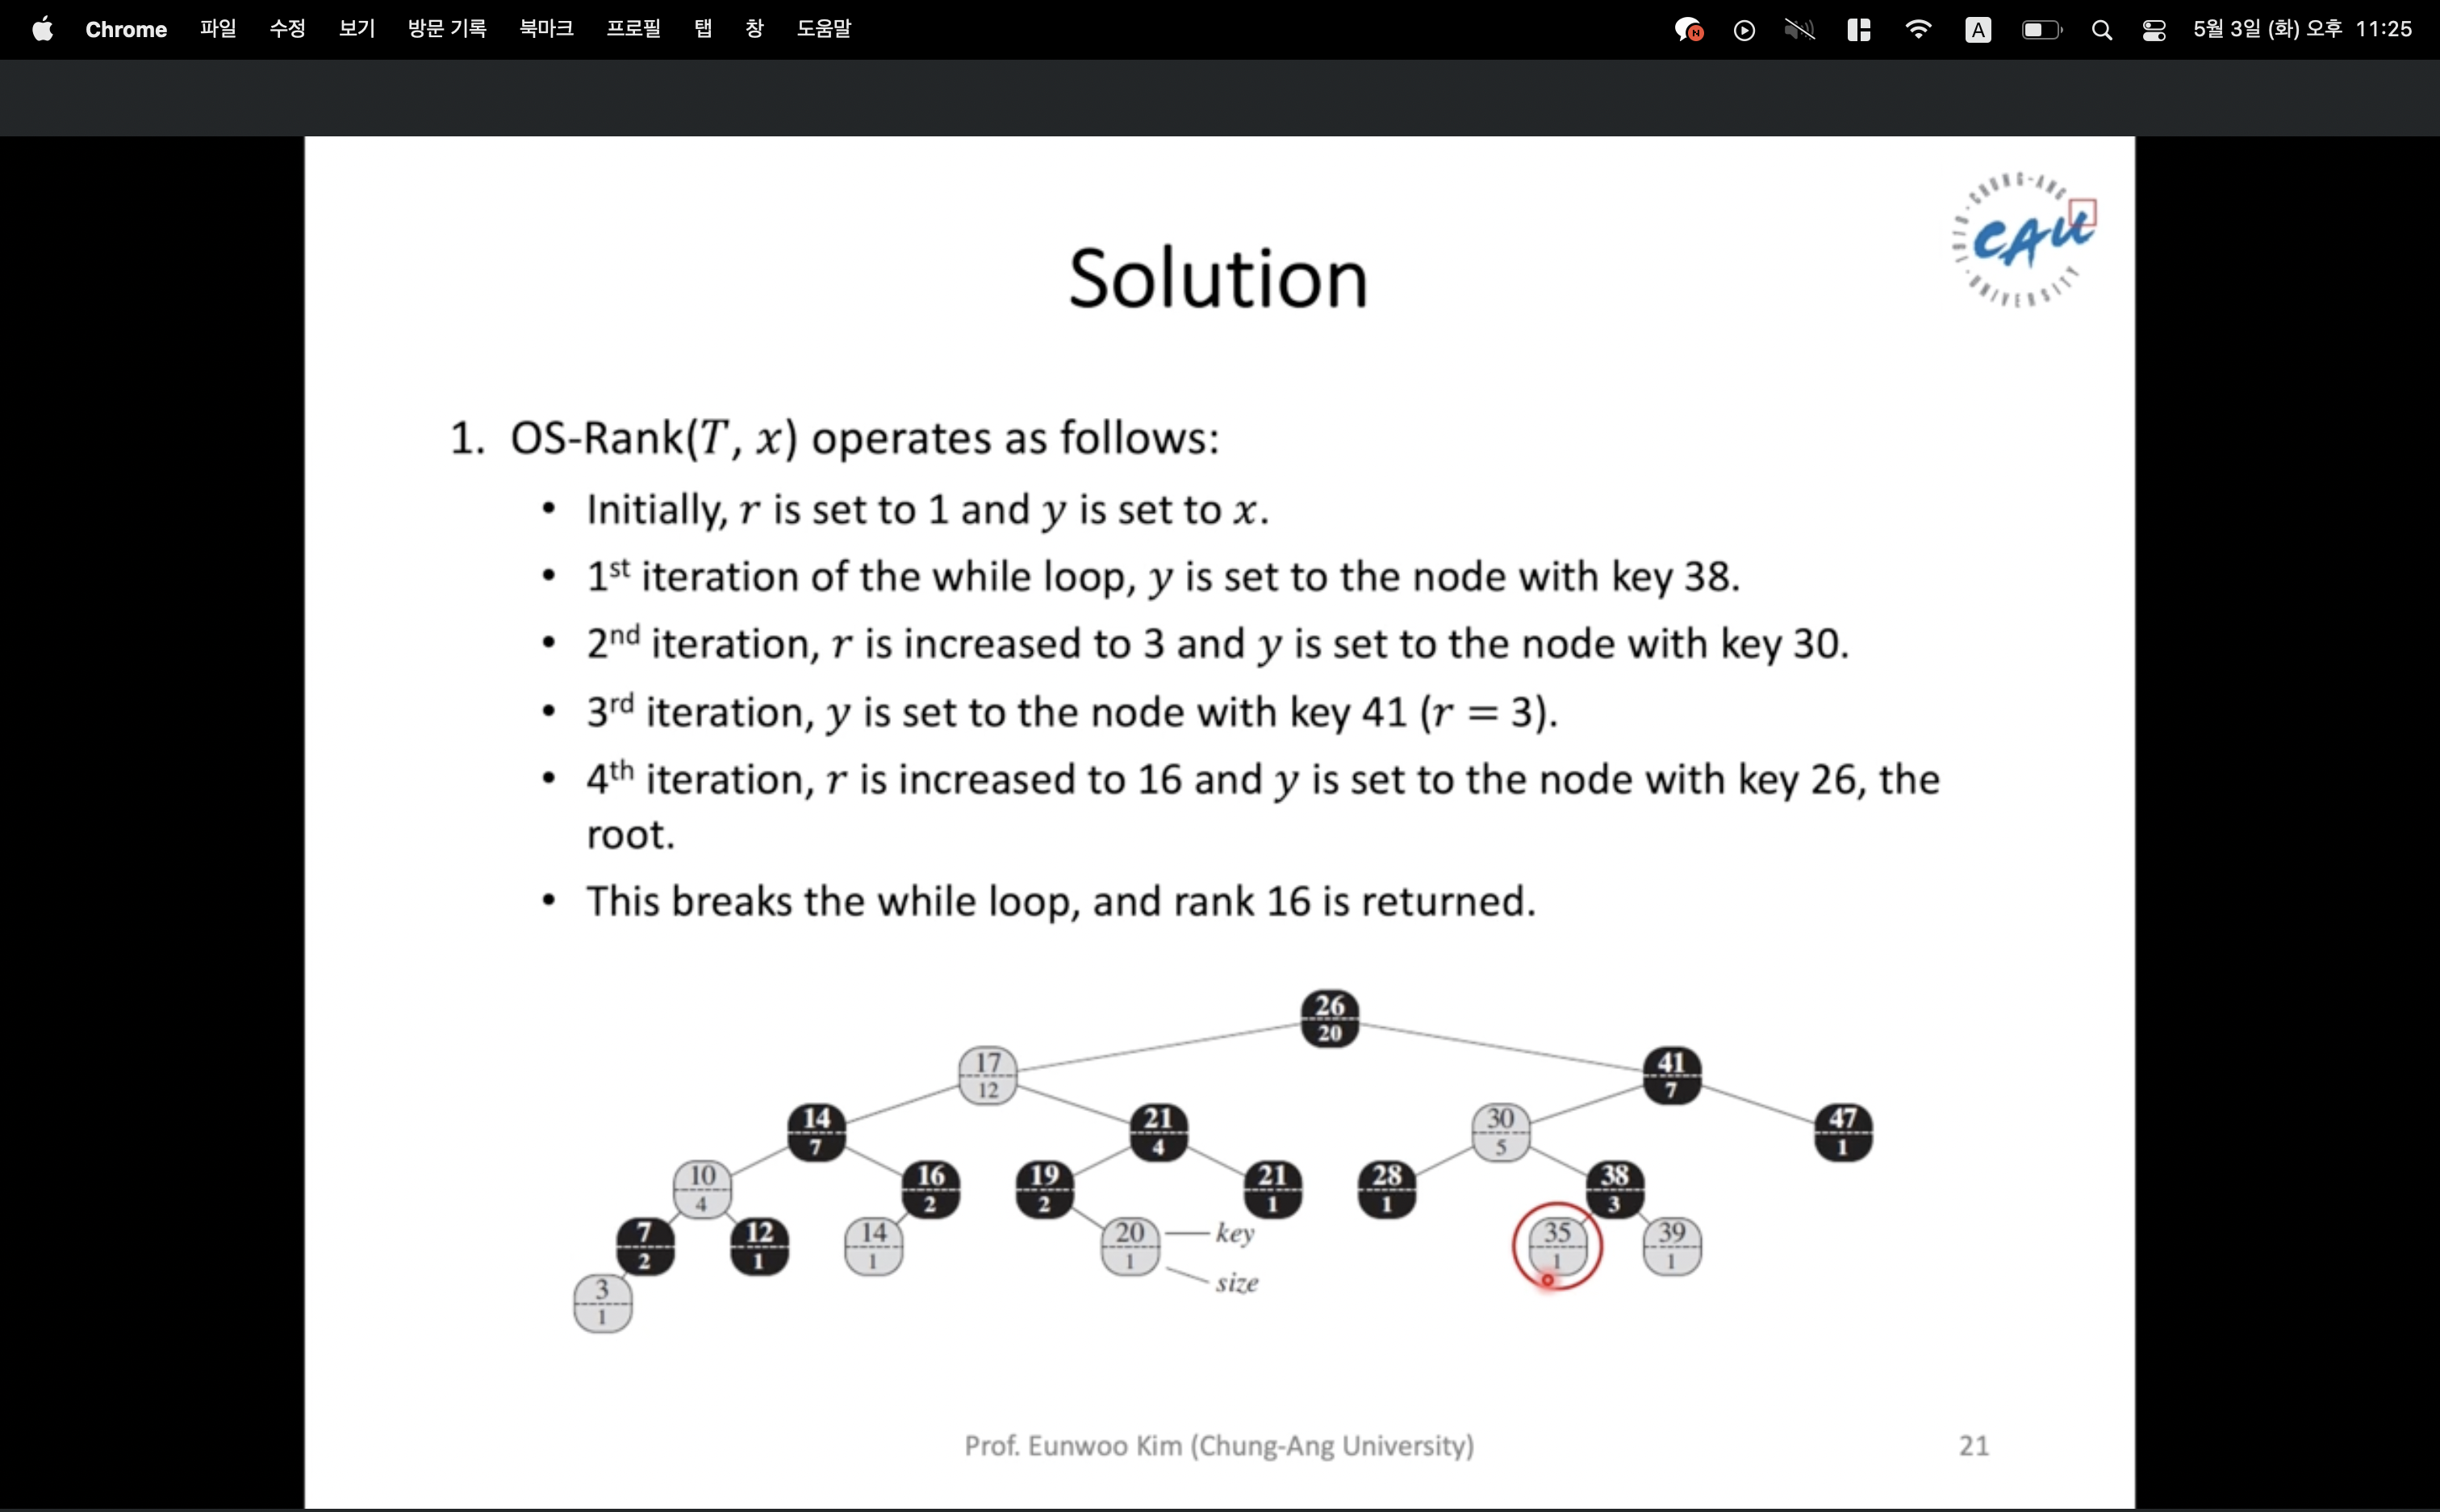 Chrome 파일 수정 보기 방문 기록 북마크 프로필 탭 창 도움말 N A 5월 3일 (화) 오후 11:25
CHUNG-ANG
CAU
UNIVERSITY
Solution
1. OS-Rank(T, x) operates as follows:
• Initially, r is set to 1 and y is set to x.
• 1st iteration of the while loop, y is set to the node with key 38.
• 2nd iteration, r is increased to 3 and y is set to the node with key 30.
• 3rd iteration, y is set to the node with key 41 (r = 3).
• 4th iteration, r is increased to 16 and y is set to the node with key 26, the
root.
• This breaks the while loop, and rank 16 is returned.
26
20
17
12
41
7
14
7
21
4
30
5
47
1
10
4
16
2
19
2
21
1
28
1
38
3
7
2
12
1
14
1
20
1
key
size
35
1
39
1
3
1
Prof. Eunwoo Kim (Chung-Ang University)
21